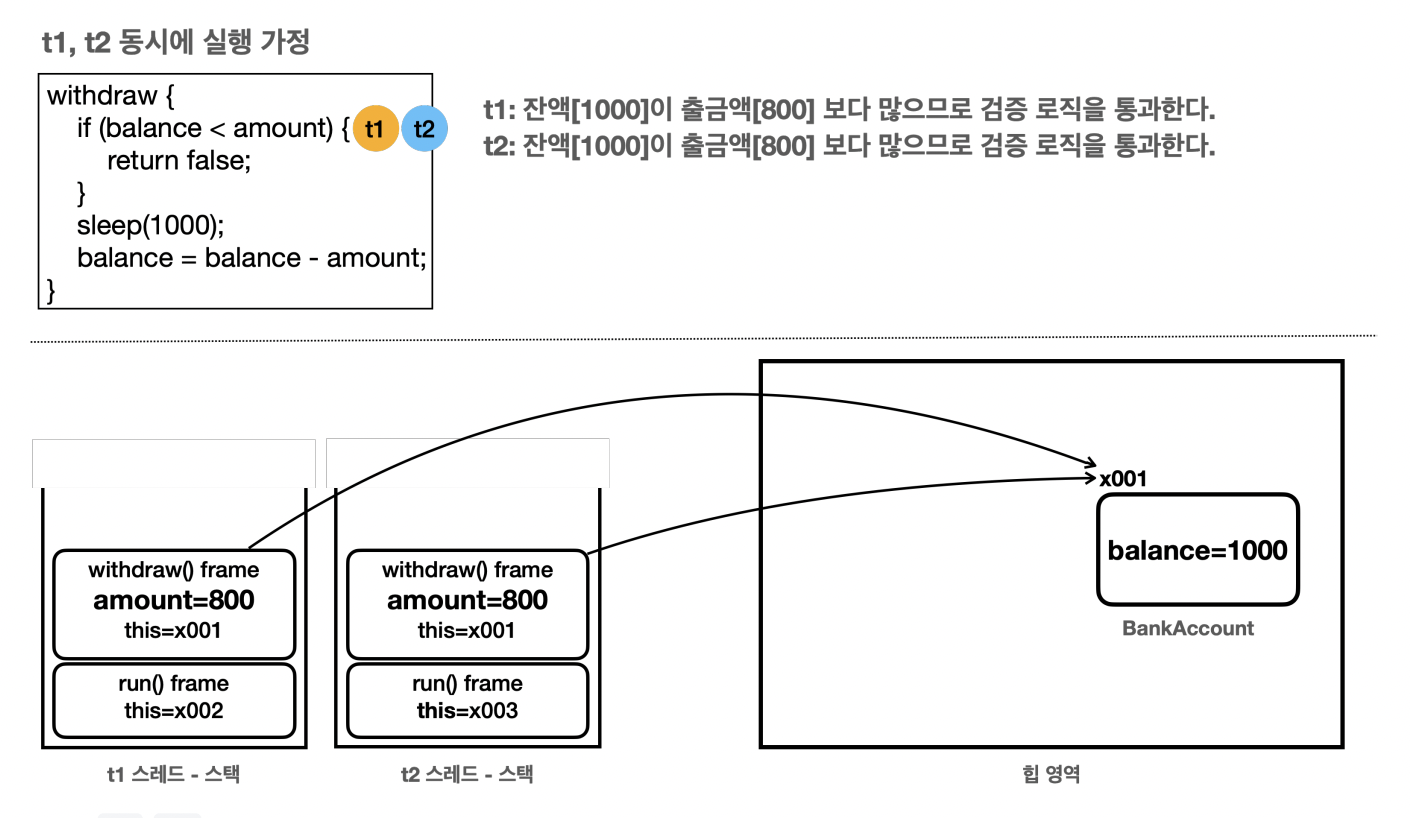 t1, t2 동시에 실행 가정
withdraw {
if (balance < amount) { t1 t2
return false;
}
sleep(1000);
balance = balance - amount;
}
t1: 잔액[1000]이 출금액[800] 보다 많으므로 검증 로직을 통과한다.
t2: 잔액[1000]이 출금액[800] 보다 많으므로 검증 로직을 통과한다.
withdraw() frame
amount=800
this=x001
run() frame
this=x002
t1 스레드 - 스택
withdraw() frame
amount=800
this=x001
run() frame
this=x003
t2 스레드 - 스택
x001
balance=1000
BankAccount
힙 영역